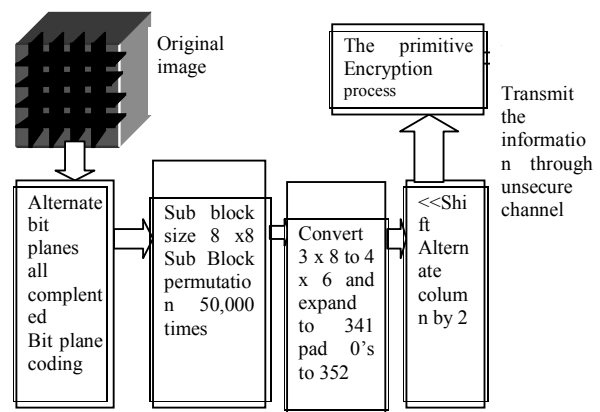 Original
image
The primitive
Encryption
process
Transmit
the
informatio
n through
unsecure
channel
Alternate
bit
planes
all
complent
ed
Bit plane
coding
Sub block
size 8 x8
Sub Block
permutatio
n 50,000
times
Convert
3 x 8 to 4
x 6 and
expand
to 341
pad 0's
to 352
<<Shi
ft
Altern
ate
colum
n by 2